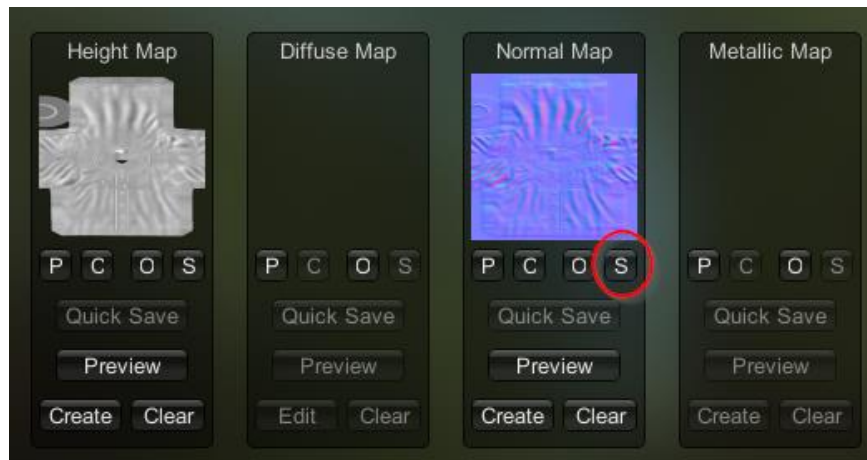 Height Map Diffuse Map Normal Map Metallic Map
P C O S P C O S P C O S P C O S
Quick Save Quick Save Quick Save Quick Save
Preview Preview Preview Preview
Create Clear Edit Clear Create Clear Create Clear